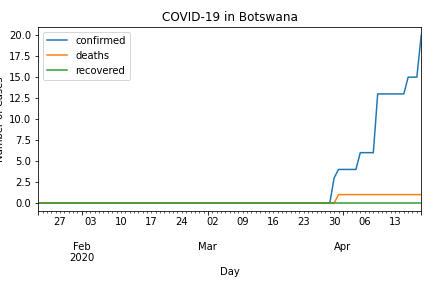 COVID-19 in Botswana
confirmed
deaths
recovered
20.0
17.5
15.0
12.5
10.0
7.5
5.0
2.5
0.0
27 03 10 17 24 02 09 16 23 30 06 13
Feb Mar Apr
2020
Day